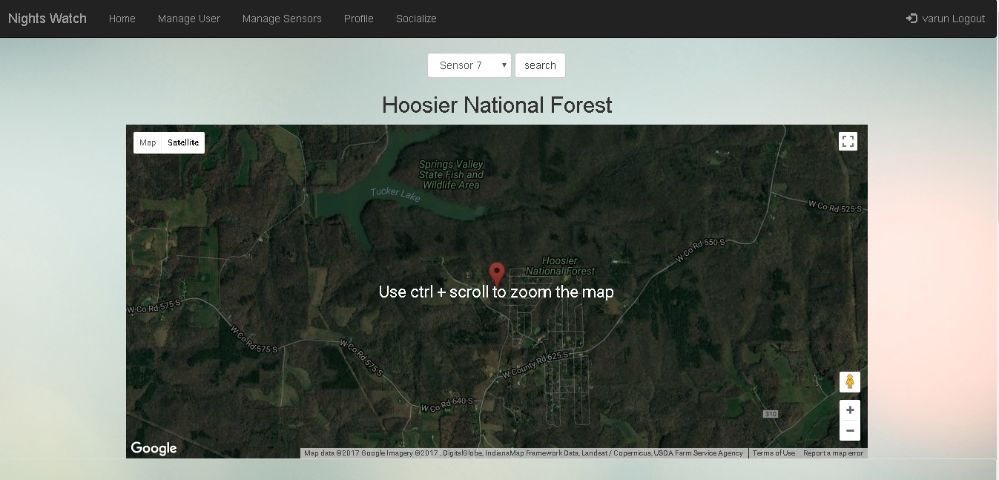 Nights Watch Home Manage User Manage Sensors Profile Socialize varun Logout
Sensor 7 search
Hoosier National Forest
Map Satellite
Springs Valley
State Fish and
Wildlife Area
Tucker Lake
W Co Rd 525 S
W Co Rd 550 S
Hoosier
National Forest
Use ctrl + scroll to zoom the map
W Co Rd 575 S
W Co Rd 575 S
W Co Rd 575 S
W County Rd 625 S
W Co Rd 640 S
310
Google
Map data ©2017 Google Imagery ©2017 , DigitalGlobe, IndianaMap Framework Data, Landsat / Copernicus, USDA Farm Service Agency Terms of Use Report a map error